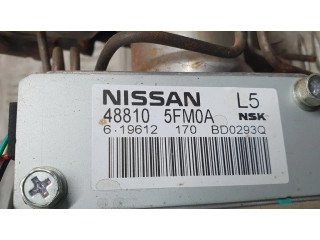 NISSAN L5
48810 5FM0A NSK
6-19612 170 BD0293Q